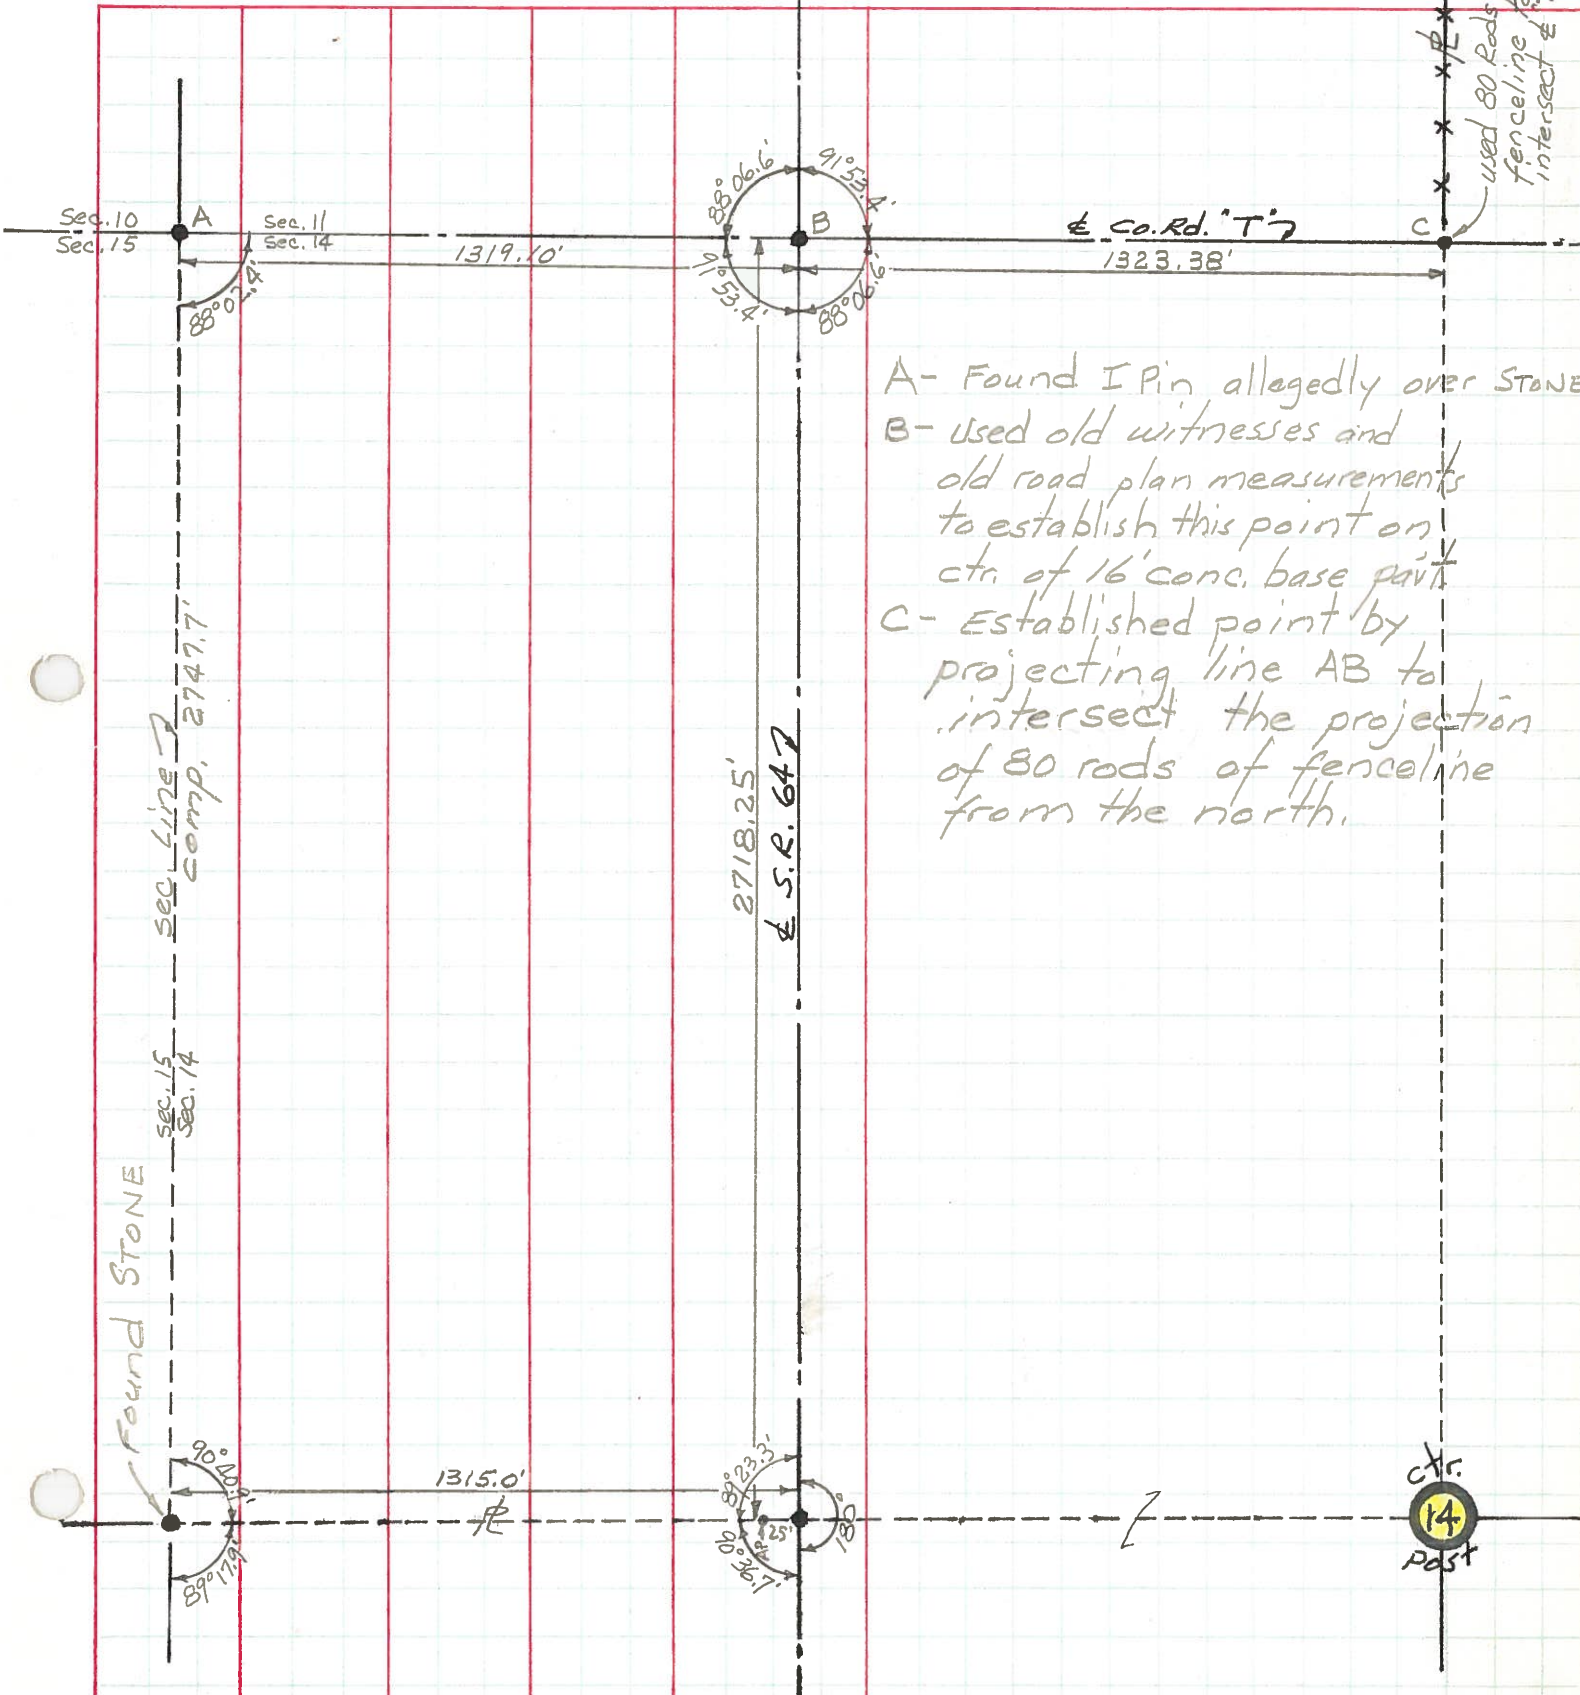 used 80 Rods
fenceline
intersect ℄
℄
Sec. 10
Sec. 15
A
Sec. 11
Sec. 14
88°06.6'
91°53.4'
B
℄ Co. Rd. "T"
C
1319.10'
1323.38'
88°02.4'
91°53.4'
88°06.6'
A- Found I Pin allegedly over STONE
B- Used old witnesses and
old road plan measurements
to establish this point on
ctr. of 16' conc. base pavt
C- Established point by
projecting line AB to
intersect the projection
of 80 rods of fenceline
from the north.
Sec. Line
Comp. 2747.7'
2718.25'
℄ S.R. 64
Sec. 15
Sec. 14
Found STONE
90°40.
89°17.9'
1315.0'
89°23.3'
90°36.7'
25'
180°
Ctr.
14
Post